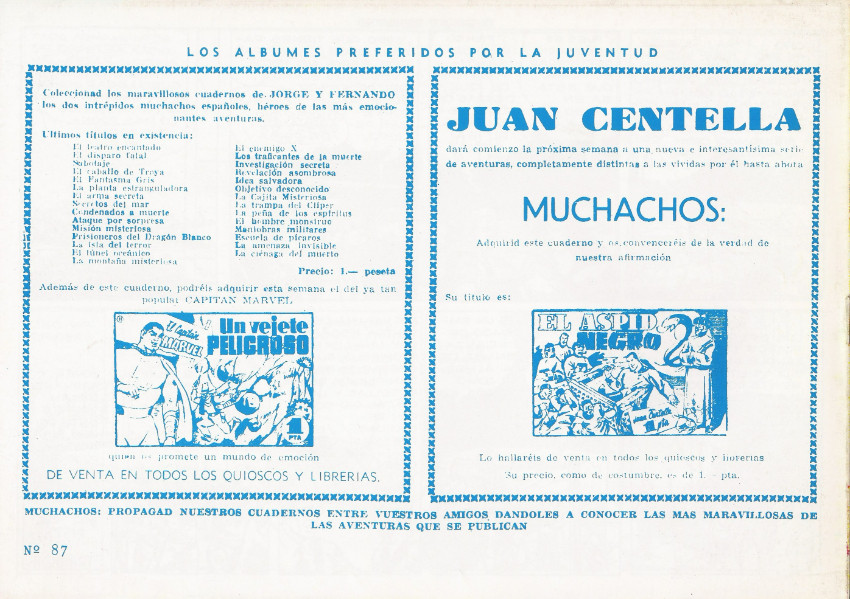 LOS ALBUMES PREFERIDOS POR LA JUVENTUD
Coleccionad los maravillosos cuadernos de JORGE Y FERNANDO
los dos intrépidos muchachos españoles, héroes de las más emocio-
nantes aventuras.
Ultimos títulos en existencia:
El teatro encantado
El disparo fatal
Sabotaje
El caballo de Troya
El Fantasma Gris
La planta estranguladora
El arma secreta
Secretos del mar
Condenados a muerte
Ataque por sorpresa
Misión misteriosa
Prisioneros del Dragón Blanco
La isla del terror
El túnel oceánico
La montaña misteriosa
El enemigo X
Los traficantes de la muerte
Inspección secreta
Revelación asombrosa
Idea salvadora
Objetivo desconocido
La Cajita Misteriosa
La trampa del Clíper
La peña de los espíritus
El hombre monstruo
Maniobras militares
Escuela de pícaros
La amenaza invisible
La ciénaga del muerto
Precio: 1.— peseta
Además de este cuaderno, podréis adquirir esta semana el del ya tan
popular CAPITAN MARVEL
El Capitán
MARVEL
Un vejete
PELIGROSO
1
PTA
quien os promete un mundo de emoción
DE VENTA EN TODOS LOS QUIOSCOS Y LIBRERIAS.
JUAN CENTELLA
dará comienzo la próxima semana a una nueva e interesantísima serie
de aventuras, completamente distintas a las vividas por él hasta ahora
MUCHACHOS:
Adquirid este cuaderno y os convenceréis de la verdad de
nuestra afirmación
Su título es:
EL ASPID
NEGRO
Juan Centella
1 pta
Lo hallaréis de venta en todos los quioscos y librerías
Su precio, como de costumbre, es de 1.— pta.
MUCHACHOS: PROPAGAD NUESTROS CUADERNOS ENTRE VUESTROS AMIGOS DANDOLES A CONOCER LAS MAS MARAVILLOSAS DE
LAS AVENTURAS QUE SE PUBLICAN
Nº 87